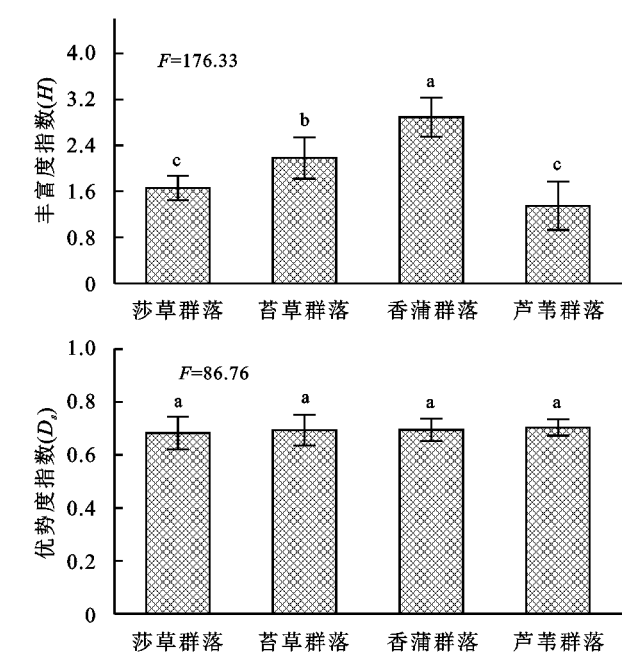 丰富度指数(H)
4.0
3.2
2.4
1.6
0.8
0
F=176.33
c
b
a
c
莎草群落 苔草群落 香蒲群落 芦苇群落
优势度指数(Ds)
1.0
0.8
0.6
0.4
0.2
0
F=86.76
a
a
a
a
莎草群落 苔草群落 香蒲群落 芦苇群落